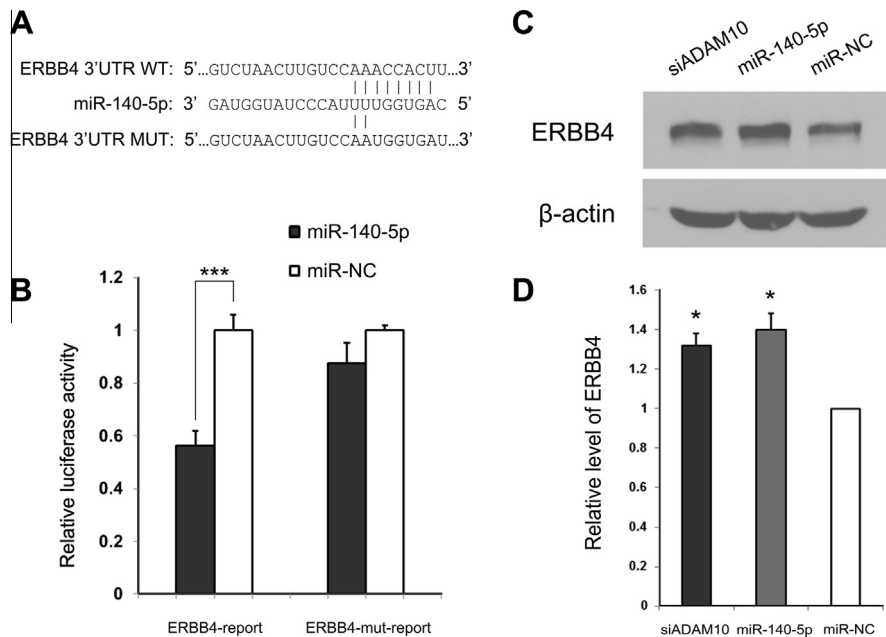 A
ERBB4 3'UTR WT: 5'...GUCUAACUUGUCCAAACCACUU...3'
miR-140-5p: 3' GAUGGUAUCCCAUUUUGGUGAC 5'
ERBB4 3'UTR MUT: 5'...GUCUAACUUGUCCAAUGGUGAU...3'
B
miR-140-5p
miR-NC
***
Relative luciferase activity
1.2
1
0.8
0.6
0.4
0.2
0
ERBB4-report
ERBB4-mut-report
C
siADAM10
miR-140-5p
miR-NC
ERBB4
β-actin
D
Relative level of ERBB4
1.6
1.4
1.2
1
0.8
0.6
0.4
0.2
0
*
*
siADAM10
miR-140-5p
miR-NC